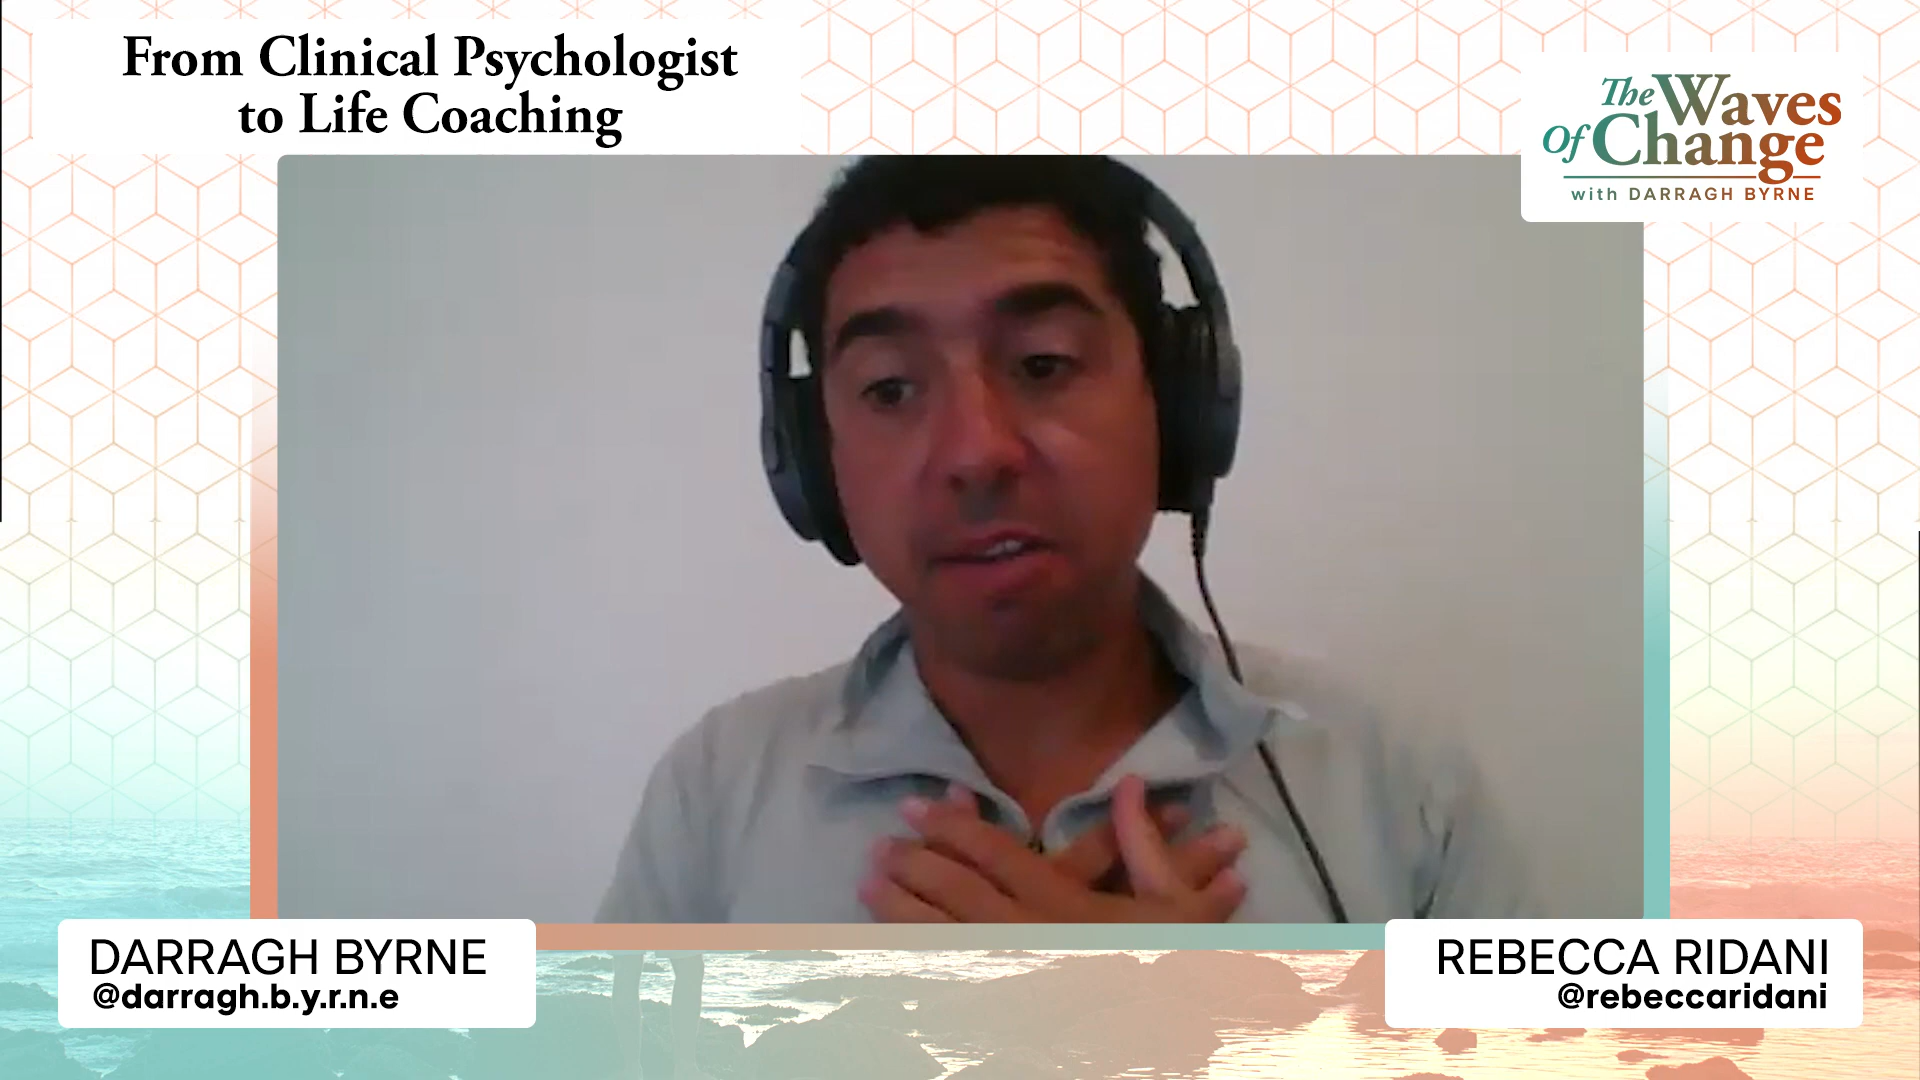 From Clinical Psychologist
to Life Coaching
The Waves
Of Change
with DARRAGH BYRNE
DARRAGH BYRNE
@darragh.b.y.r.n.e
REBECCA RIDANI
@rebeccaridani